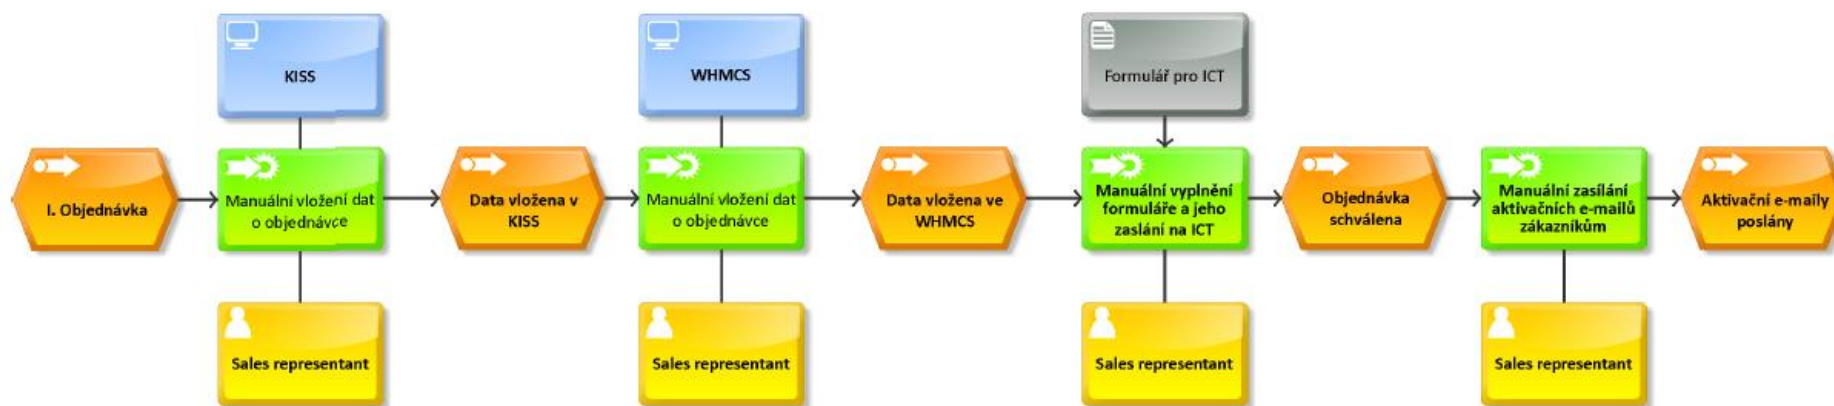 KISS
WHMCS
Formulář pro ICT
I. Objednávka
Manuální vložení dat
o objednávce
Data vložena v
KISS
Manuální vložení dat
o objednávce
Data vložena ve
WHMCS
Manuální vyplnění
formuláře a jeho
zaslání na ICT
Objednávka
schválena
Manuální zasílání
aktivačních e-mailů
zákazníkům
Aktivační e-maily
poslány
Sales representant
Sales representant
Sales representant
Sales representant